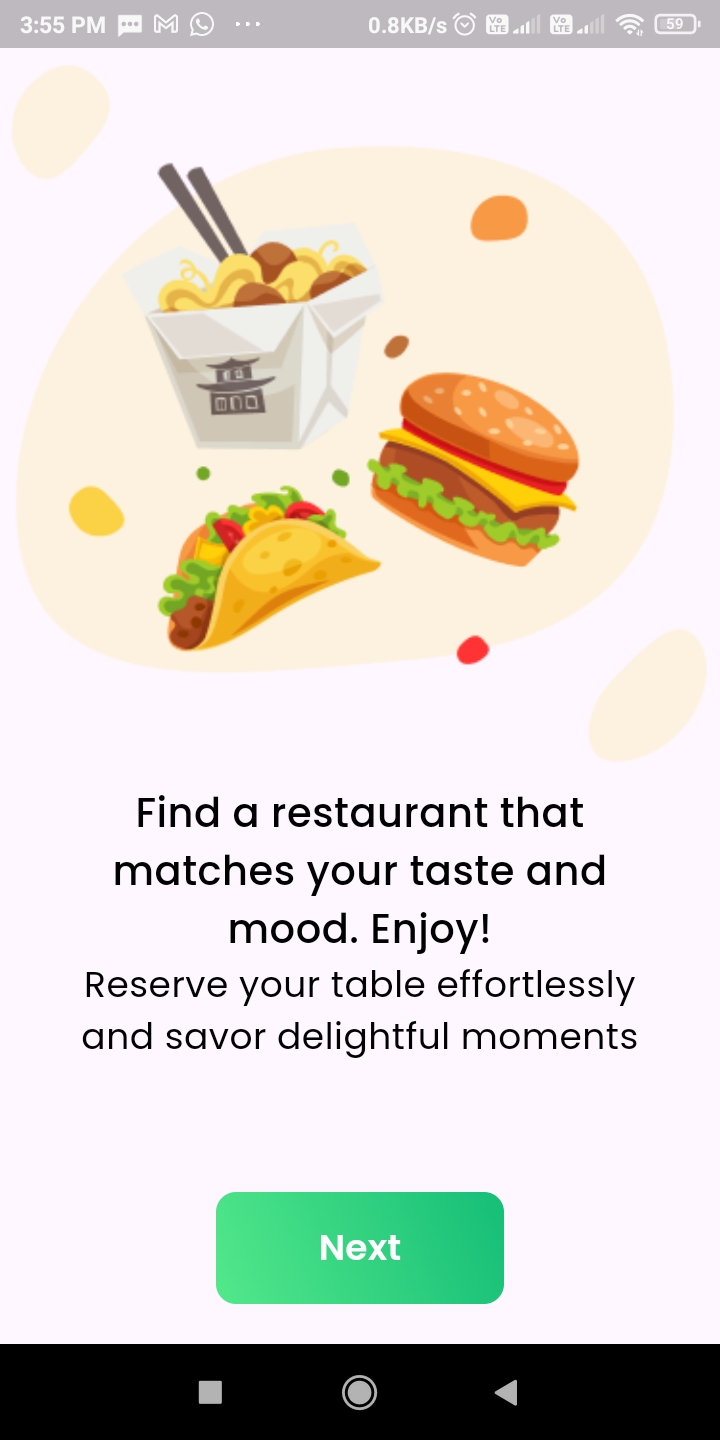 3:55 PM 0.8KB/s Vo LTE Vo LTE 59
Find a restaurant that
matches your taste and
mood. Enjoy!
Reserve your table effortlessly
and savor delightful moments
Next